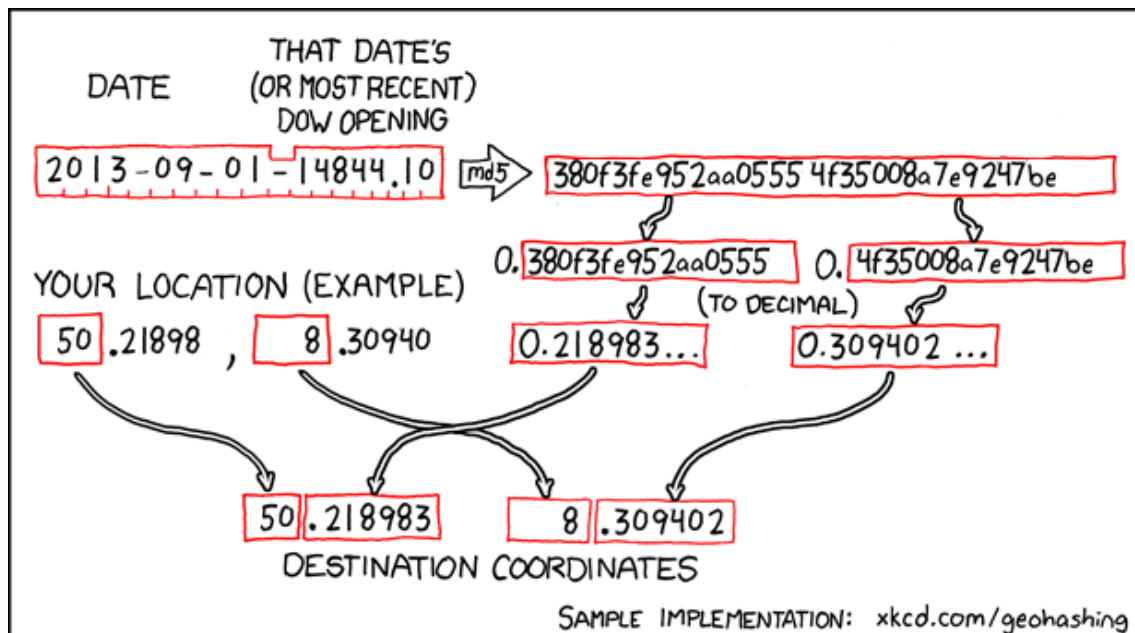 DATE
THAT DATE'S
(OR MOST RECENT)
DOW OPENING
2013-09-01-14844.10
md5
380f3fe952aa0555 4f35008a7e9247be
0.380f3fe952aa0555
0.4f35008a7e9247be
(TO DECIMAL)
YOUR LOCATION (EXAMPLE)
50.21898, 8.30940
0.218983...
0.309402...
50.218983
8.309402
DESTINATION COORDINATES
SAMPLE IMPLEMENTATION: xkcd.com/geohashing